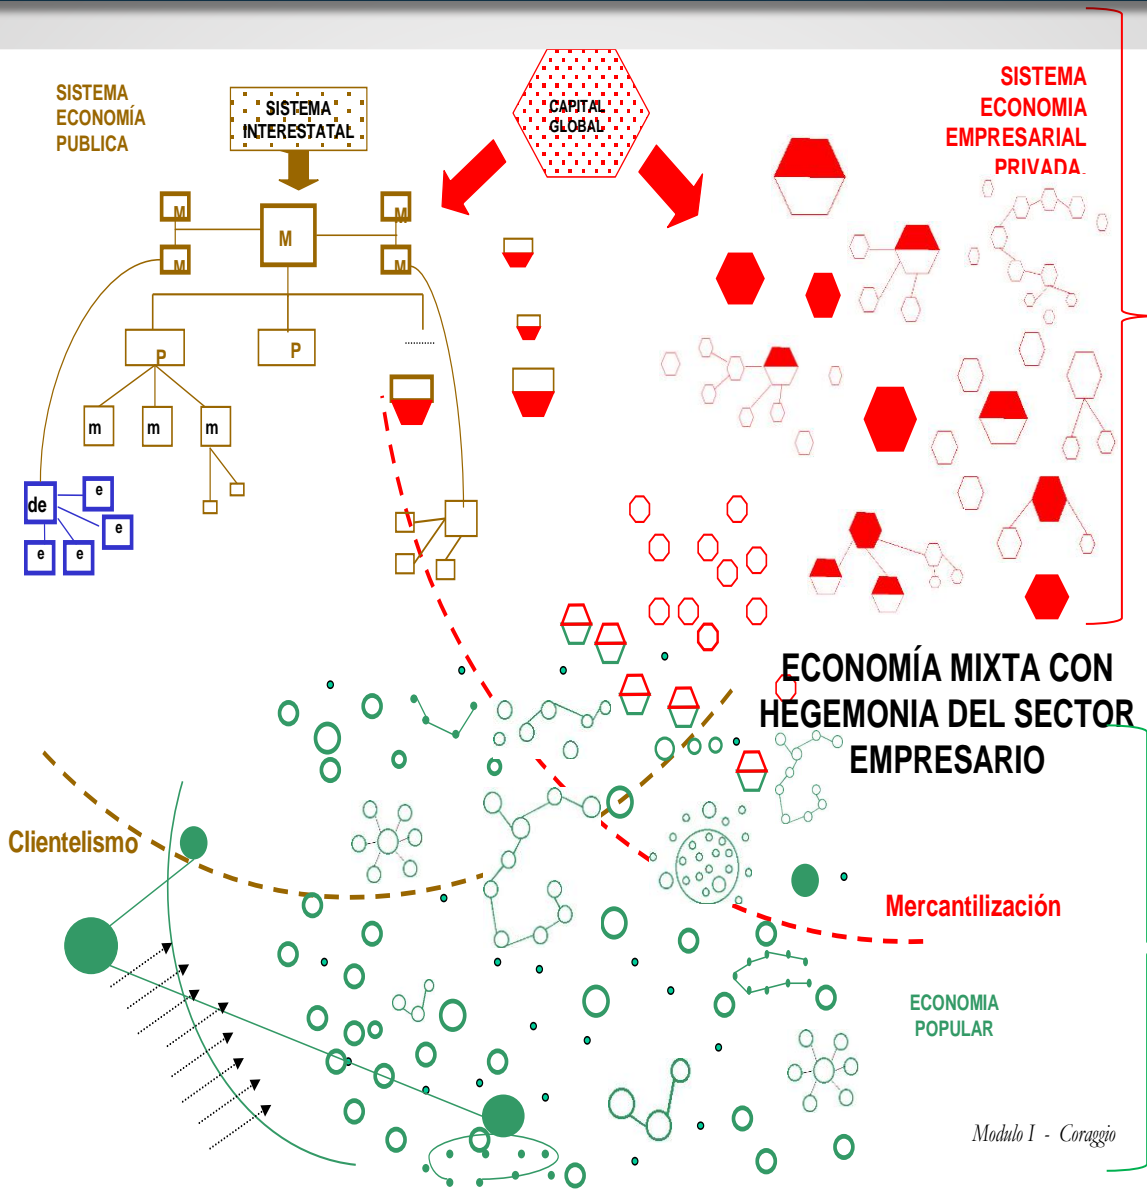 SISTEMA
ECONOMÍA
PUBLICA
SISTEMA
INTERESTATAL
CAPITAL
GLOBAL
SISTEMA
ECONOMIA
EMPRESARIAL
PRIVADA.
M
M
M
M
M
P
P
m
m
m
de
e
e
e
e
ECONOMÍA MIXTA CON
HEGEMONIA DEL SECTOR
EMPRESARIO
Clientelismo
Mercantilización
ECONOMIA
POPULAR
Modulo I - Coraggio